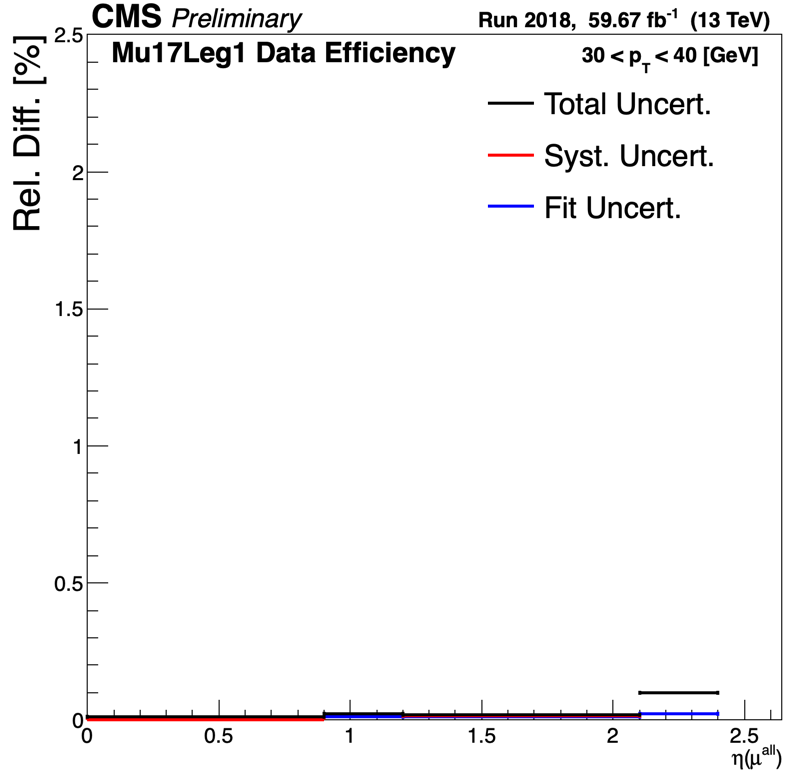 CMS Preliminary
Run 2018, 59.67 fb⁻¹ (13 TeV)
Mu17Leg1 Data Efficiency
30 < p_T < 40 [GeV]
Total Uncert.
Syst. Uncert.
Fit Uncert.
Rel. Diff. [%]
2.5
2
1.5
1
0.5
0
0 0.5 1 1.5 2 2.5
η(μ^all)